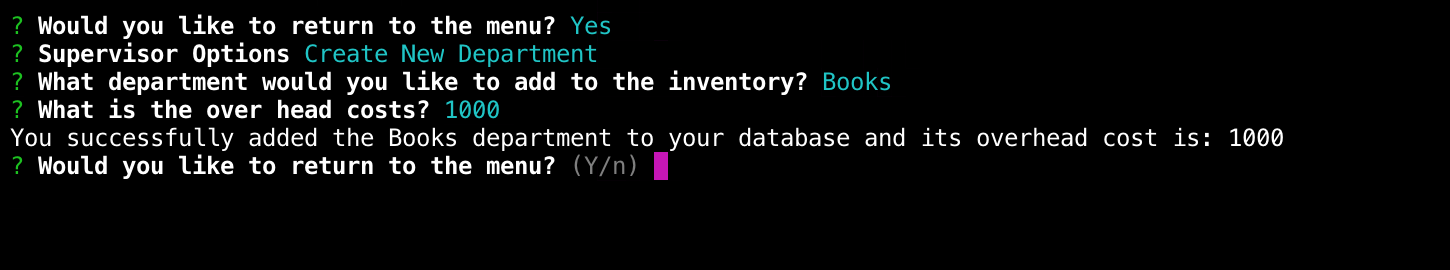 ? Would you like to return to the menu? Yes
? Supervisor Options Create New Department
? What department would you like to add to the inventory? Books
? What is the over head costs? 1000
You successfully added the Books department to your database and its overhead cost is: 1000
? Would you like to return to the menu? (Y/n)